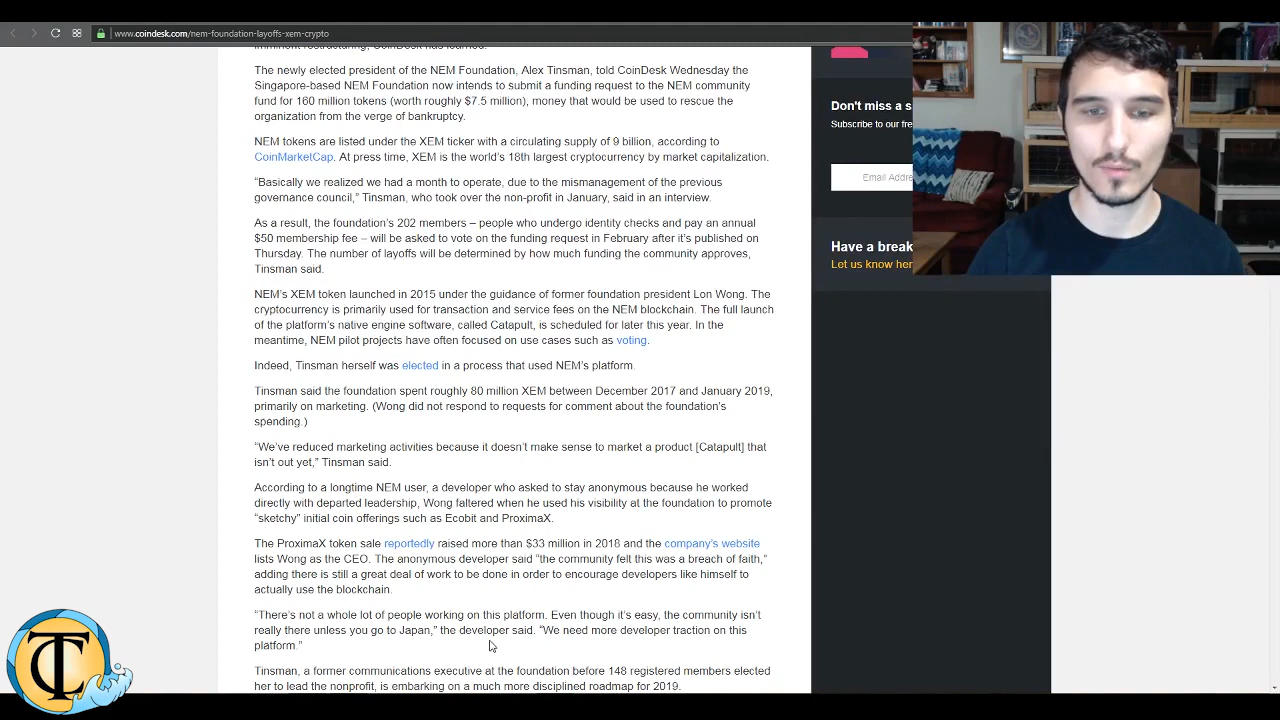 www.coindesk.com/nem-foundation-layoffs-xem-crypto
imminent restructuring, CoinDesk has learned.
The newly elected president of the NEM Foundation, Alex Tinsman, told CoinDesk Wednesday the
Singapore-based NEM Foundation now intends to submit a funding request to the NEM community
fund for 160 million tokens (worth roughly $7.5 million), money that would be used to rescue the
organization from the verge of bankruptcy.
NEM tokens are listed under the XEM ticker with a circulating supply of 9 billion, according to
CoinMarketCap. At press time, XEM is the world’s 18th largest cryptocurrency by market capitalization.
“Basically we realized we had a month to operate, due to the mismanagement of the previous
governance council,” Tinsman, who took over the non-profit in January, said in an interview.
As a result, the foundation’s 202 members – people who undergo identity checks and pay an annual
$50 membership fee – will be asked to vote on the funding request in February after it’s published on
Thursday. The number of layoffs will be determined by how much funding the community approves,
Tinsman said.
NEM’s XEM token launched in 2015 under the guidance of former foundation president Lon Wong. The
cryptocurrency is primarily used for transaction and service fees on the NEM blockchain. The full launch
of the platform’s native engine software, called Catapult, is scheduled for later this year. In the
meantime, NEM pilot projects have often focused on use cases such as voting.
Indeed, Tinsman herself was elected in a process that used NEM’s platform.
Tinsman said the foundation spent roughly 80 million XEM between December 2017 and January 2019,
primarily on marketing. (Wong did not respond to requests for comment about the foundation’s
spending.)
“We’ve reduced marketing activities because it doesn’t make sense to market a product [Catapult] that
isn’t out yet,” Tinsman said.
According to a longtime NEM user, a developer who asked to stay anonymous because he worked
directly with departed leadership, Wong faltered when he used his visibility at the foundation to promote
“sketchy” initial coin offerings such as Ecobit and ProximaX.
The ProximaX token sale reportedly raised more than $33 million in 2018 and the company’s website
lists Wong as the CEO. The anonymous developer said “the community felt this was a breach of faith,”
adding there is still a great deal of work to be done in order to encourage developers like himself to
actually use the blockchain.
“There’s not a whole lot of people working on this platform. Even though it’s easy, the community isn’t
really there unless you go to Japan,” the developer said. “We need more developer traction on this
platform.”
Tinsman, a former communications executive at the foundation before 148 registered members elected
her to lead the nonprofit, is embarking on a much more disciplined roadmap for 2019.
Don't miss a s
Subscribe to our fre
Email Addre
Have a break
Let us know her
TC